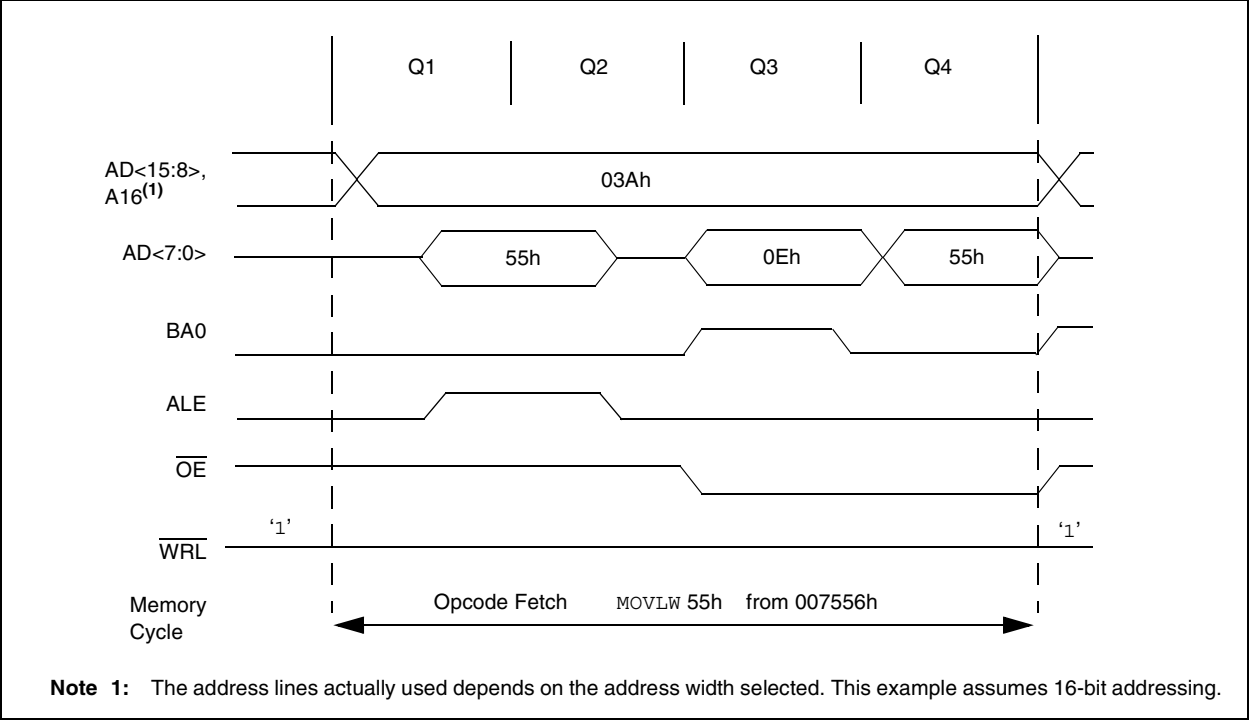 Q1 Q2 Q3 Q4
AD<15:8>,
A16(1)
03Ah
AD<7:0>
55h 0Eh 55h
BA0
ALE
OE
‘1’ ‘1’
WRL
Memory
Cycle
Opcode Fetch MOVLW 55h from 007556h
Note 1: The address lines actually used depends on the address width selected. This example assumes 16-bit addressing.